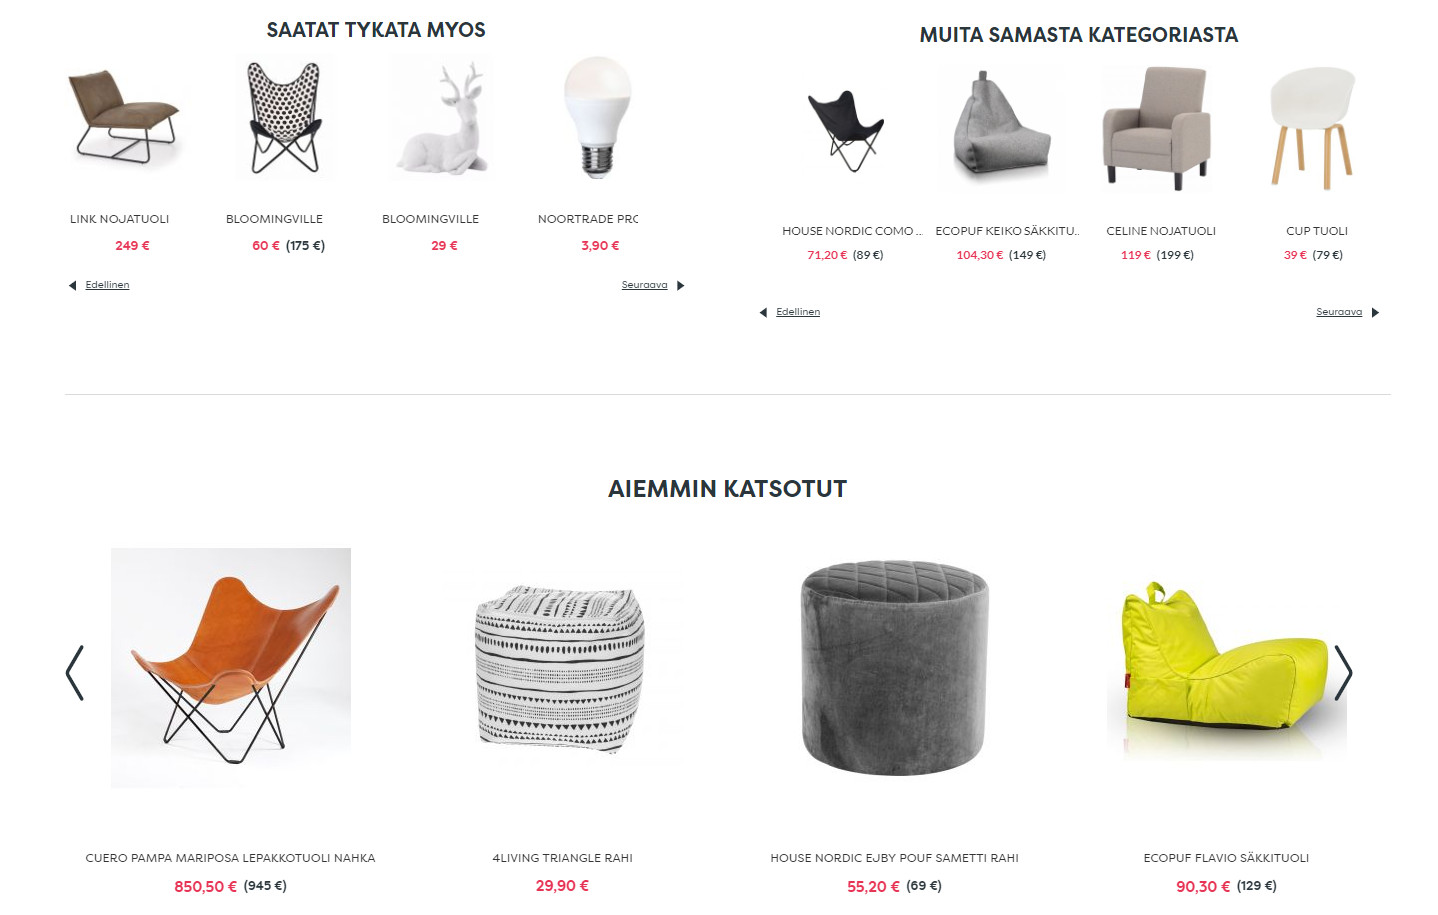 SAATAT TYKATA MYOS
LINK NOJATUOLI
249 €
BLOOMINGVILLE
60 € (175 €)
BLOOMINGVILLE
29 €
NOORTRADE PRO
3,90 €
Edellinen
Seuraava
MUITA SAMASTA KATEGORIASTA
HOUSE NORDIC COMO ..
71,20 € (89 €)
ECOPUF KEIKO SÄKKITU..
104,30 € (149 €)
CELINE NOJATUOLI
119 € (199 €)
CUP TUOLI
39 € (79 €)
Edellinen
Seuraava
AIEMMIN KATSOTUT
CUERO PAMPA MARIPOSA LEPAKKOTUOLI NAHKA
850,50 € (945 €)
4LIVING TRIANGLE RAHI
29,90 €
HOUSE NORDIC EJBY POUF SAMETTI RAHI
55,20 € (69 €)
ECOPUF FLAVIO SÄKKITUOLI
90,30 € (129 €)